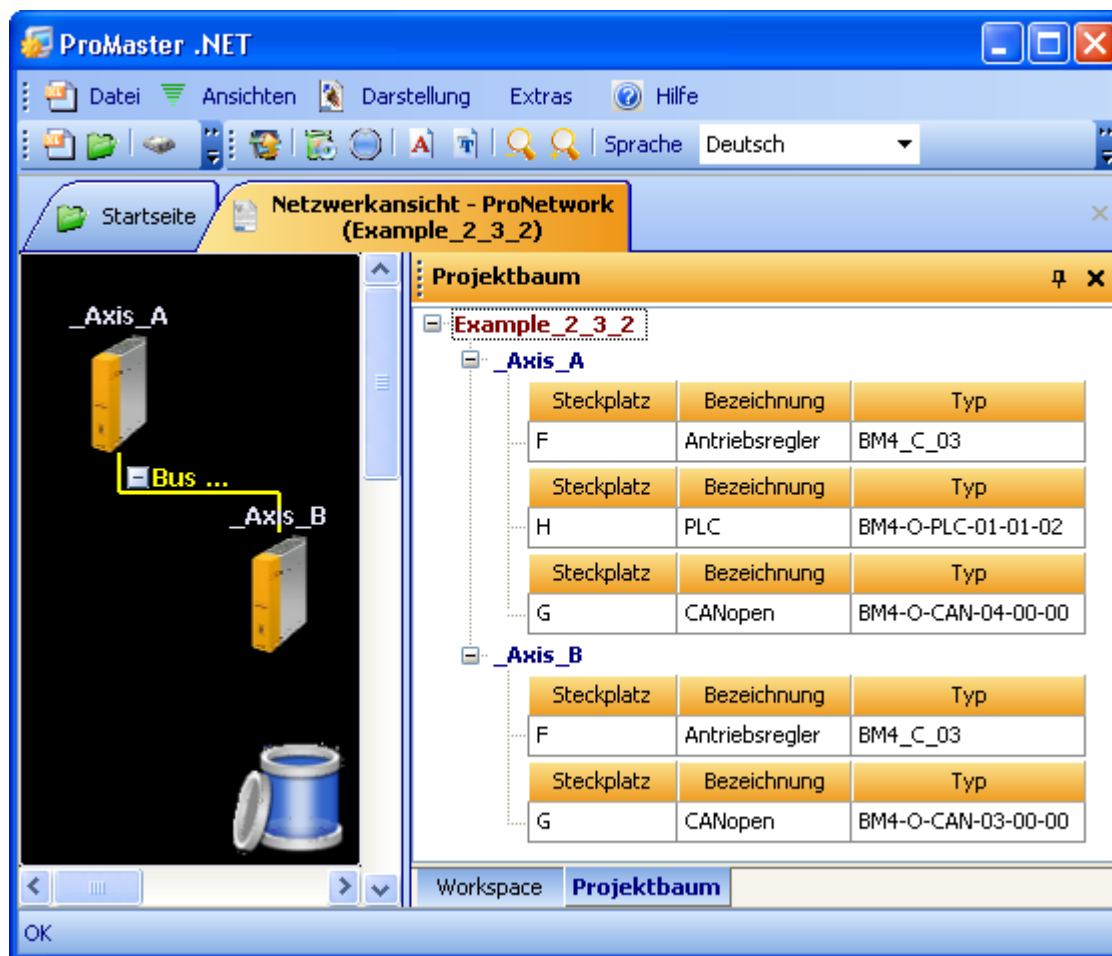 ProMaster .NET
Datei Ansichten Darstellung Extras Hilfe
Sprache Deutsch
Startseite
Netzwerkansicht - ProNetwork
(Example_2_3_2)
_Axis_A
Bus ...
_Axis_B
Projektbaum
Example_2_3_2
_Axis_A
Steckplatz Bezeichnung Typ
F Antriebsregler BM4_C_03
Steckplatz Bezeichnung Typ
H PLC BM4-O-PLC-01-01-02
Steckplatz Bezeichnung Typ
G CANopen BM4-O-CAN-04-00-00
_Axis_B
Steckplatz Bezeichnung Typ
F Antriebsregler BM4_C_03
Steckplatz Bezeichnung Typ
G CANopen BM4-O-CAN-03-00-00
Workspace Projektbaum
OK